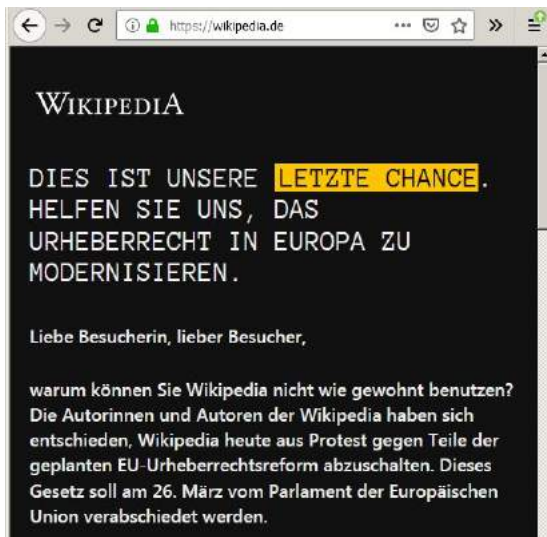 https://wikipedia.de
WIKIPEDIA
DIES IST UNSERE LETZTE CHANCE.
HELFEN SIE UNS, DAS
URHEBERRECHT IN EUROPA ZU
MODERNISIEREN.
Liebe Besucherin, lieber Besucher,
warum können Sie Wikipedia nicht wie gewohnt benutzen?
Die Autorinnen und Autoren der Wikipedia haben sich
entschieden, Wikipedia heute aus Protest gegen Teile der
geplanten EU-Urheberrechtsreform abzuschalten. Dieses
Gesetz soll am 26. März vom Parlament der Europäischen
Union verabschiedet werden.